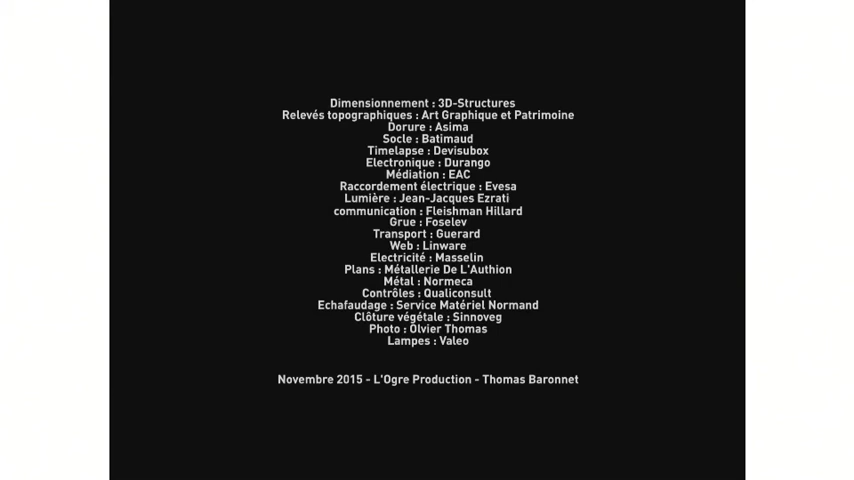 Dimensionnement : 3D-Structures
Relevés topographiques : Art Graphique et Patrimoine
Dorure : Asima
Socle : Batimaud
Timelapse : Devisubox
Electronique : Durango
Médiation : EAC
Raccordement électrique : Evesa
Lumière : Jean-Jacques Ezrati
communication : Fleishman Hillard
Grue : Foselev
Transport : Guerard
Web : Linware
Electricité : Masselin
Plans : Métallerie De L'Authion
Métal : Normeca
Contrôles : Qualiconsult
Echafaudage : Service Matériel Normand
Clôture végétale : Sinnoveg
Photo : Olvier Thomas
Lampes : Valeo
Novembre 2015 - L'Ogre Production - Thomas Baronnet